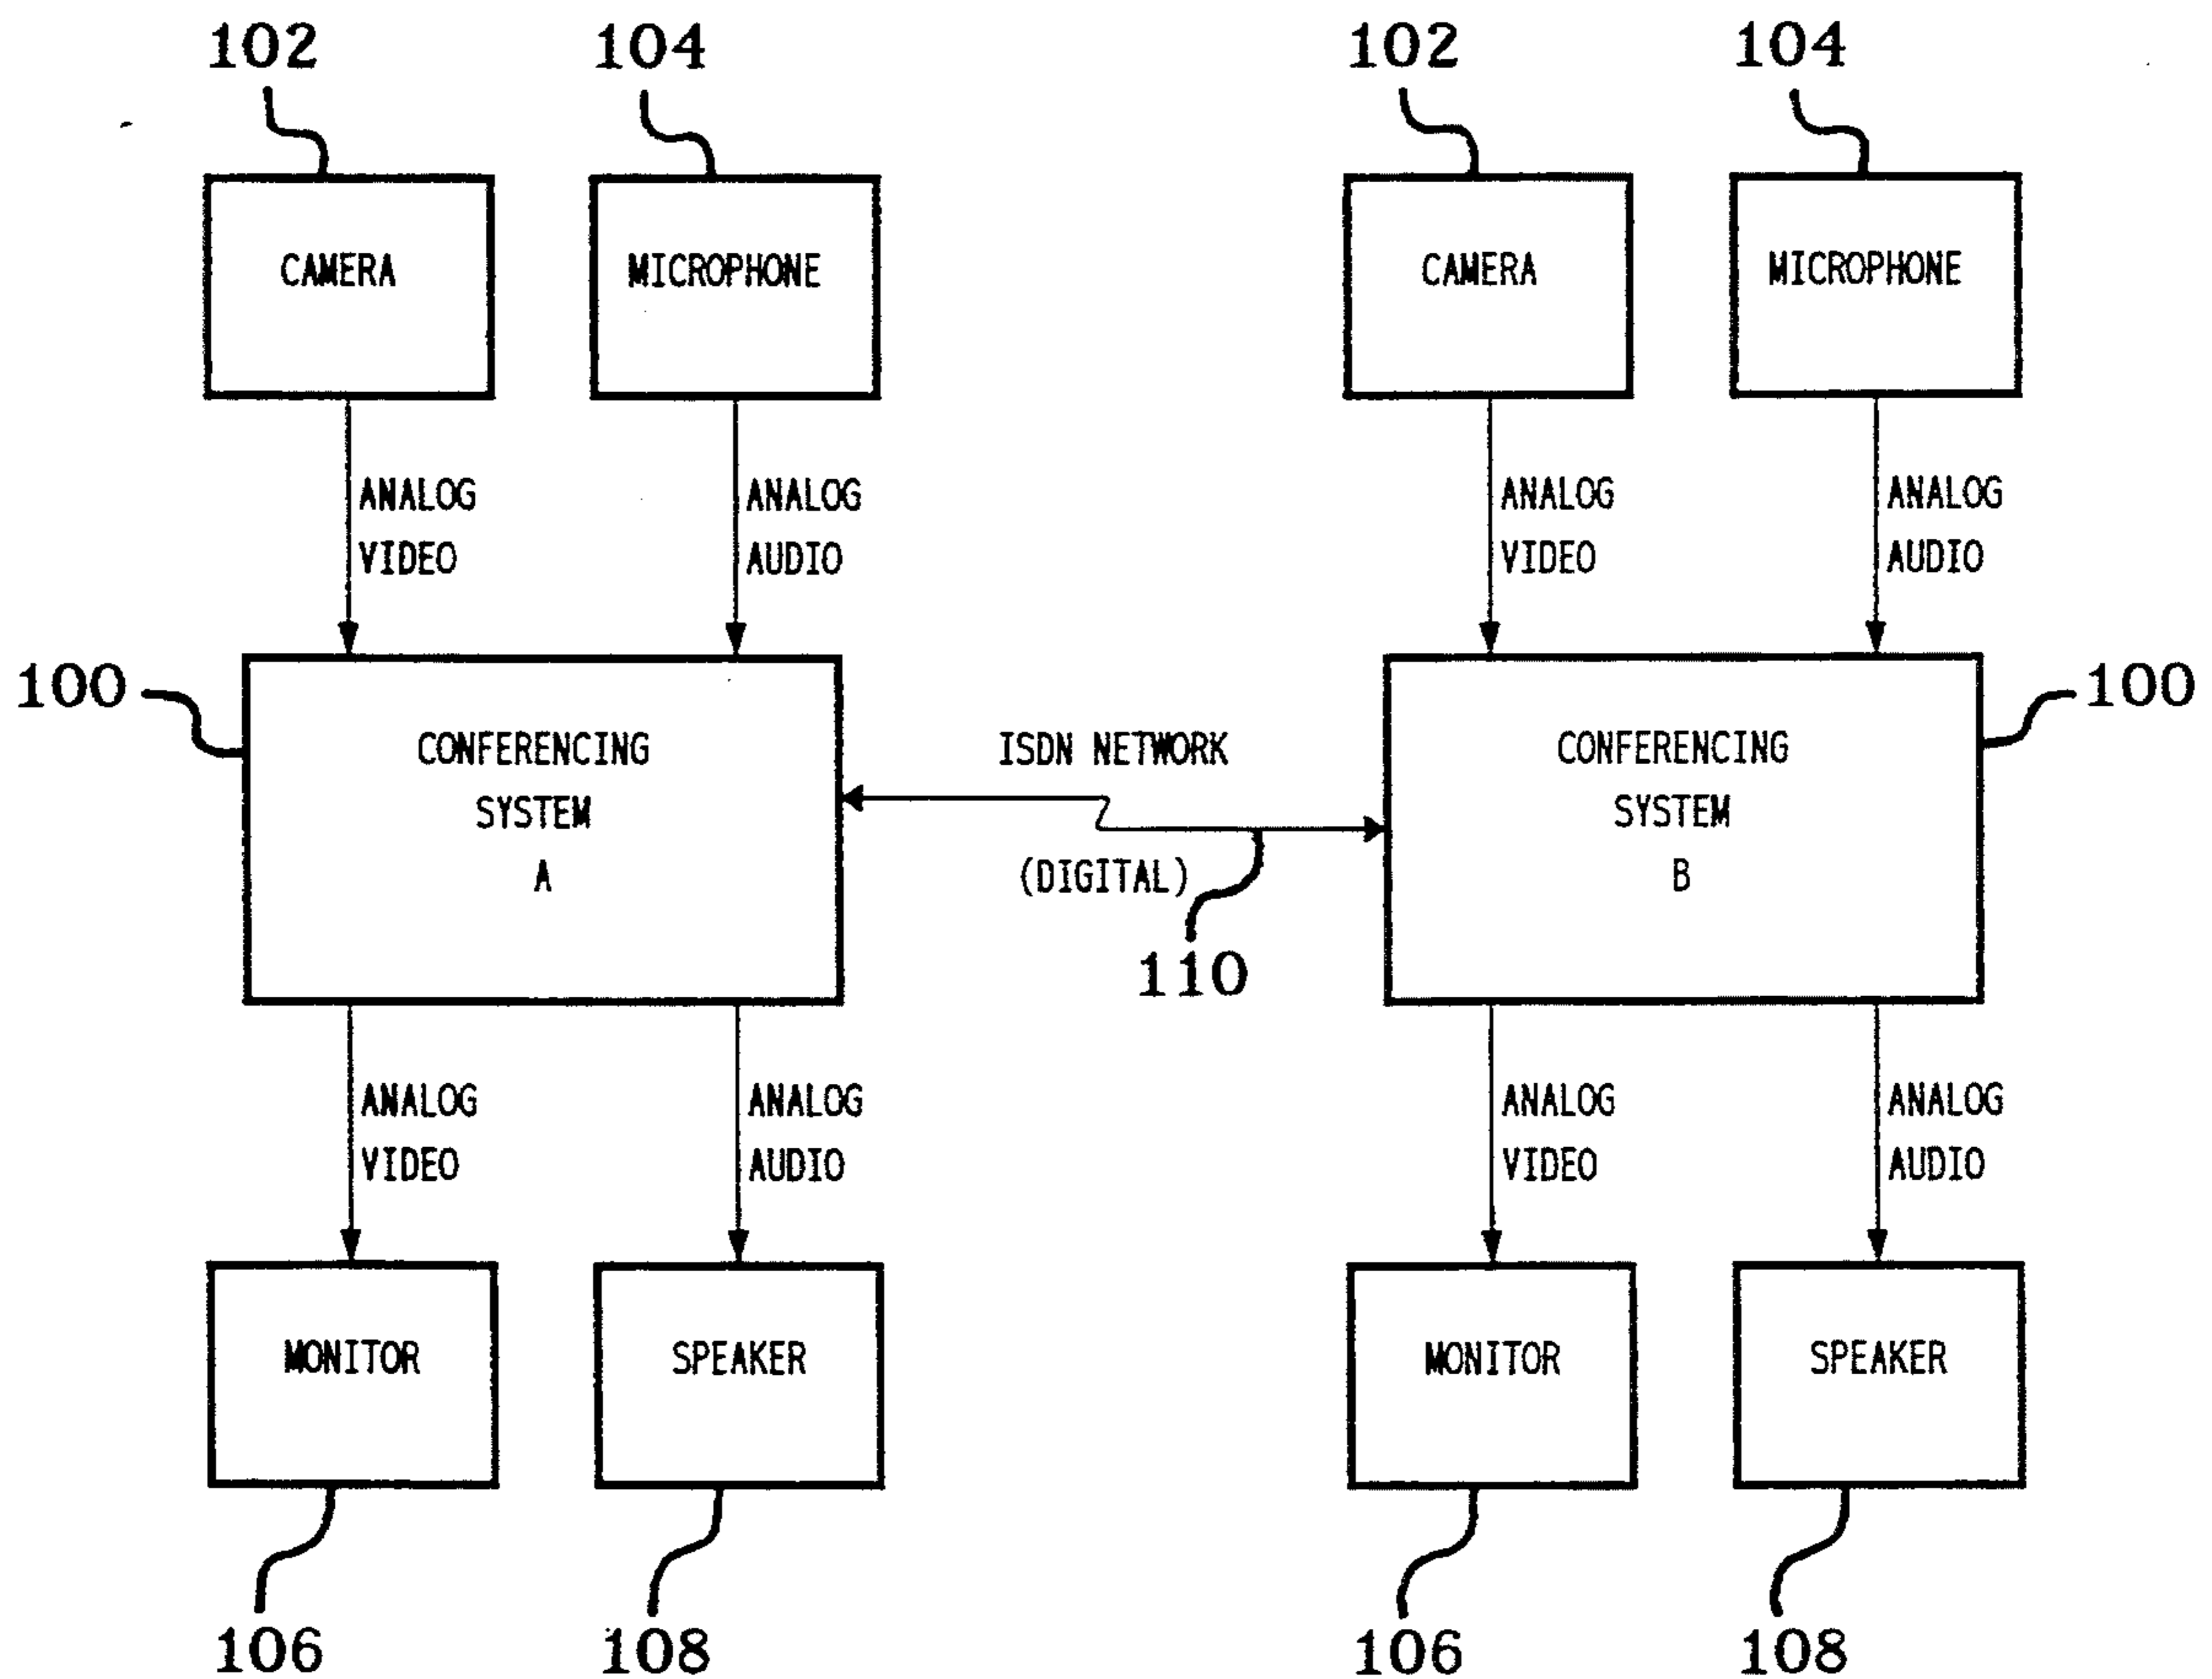 102
104
102
104
CAMERA
MICROPHONE
CAMERA
MICROPHONE
ANALOG
VIDEO
ANALOG
AUDIO
ANALOG
VIDEO
ANALOG
AUDIO
100
CONFERENCING
SYSTEM
A
ISDN NETWORK
(DIGITAL)
110
CONFERENCING
SYSTEM
B
100
ANALOG
VIDEO
ANALOG
AUDIO
ANALOG
VIDEO
ANALOG
AUDIO
MONITOR
SPEAKER
MONITOR
SPEAKER
106
108
106
108